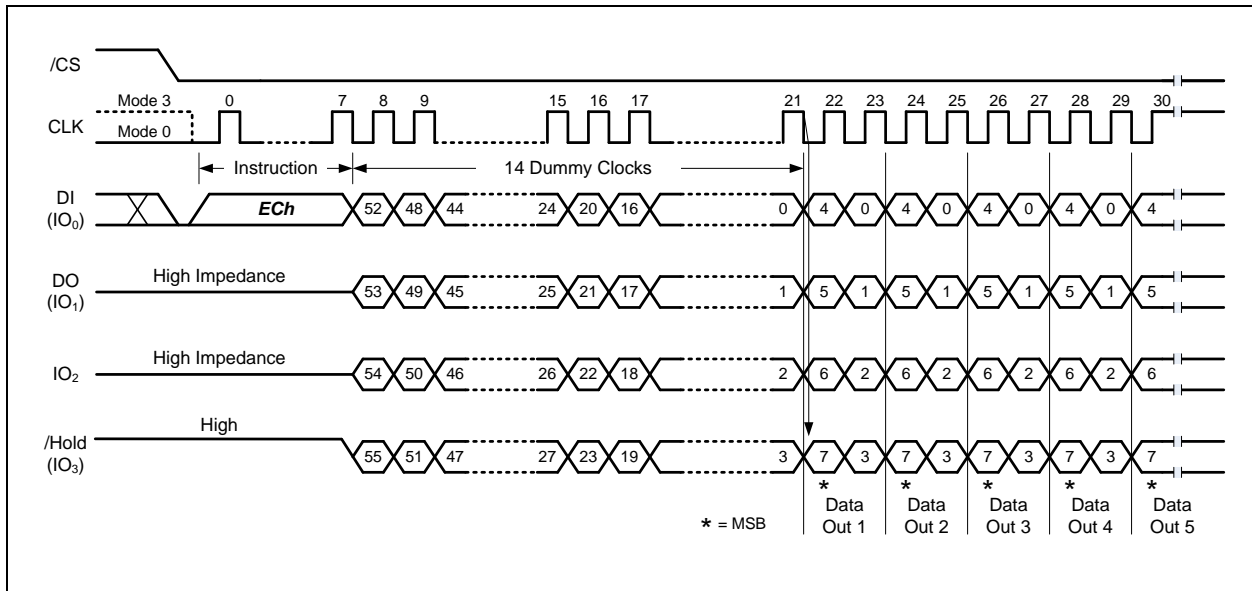 /CS
Mode 3 0 7 8 9 15 16 17 21 22 23 24 25 26 27 28 29 30
CLK
Mode 0
Instruction 14 Dummy Clocks
DI
(IO0) ECh 52 48 44 24 20 16 0 4 0 4 0 4 0 4 0 4
DO
(IO1) High Impedance 53 49 45 25 21 17 1 5 1 5 1 5 1 5 1 5
IO2 High Impedance 54 50 46 26 22 18 2 6 2 6 2 6 2 6 2 6
/Hold
(IO3) High 55 51 47 27 23 19 3 7 3 7 3 7 3 7 3 7
* * * * *
* = MSB
Data Out 1
Data Out 2
Data Out 3
Data Out 4
Data Out 5